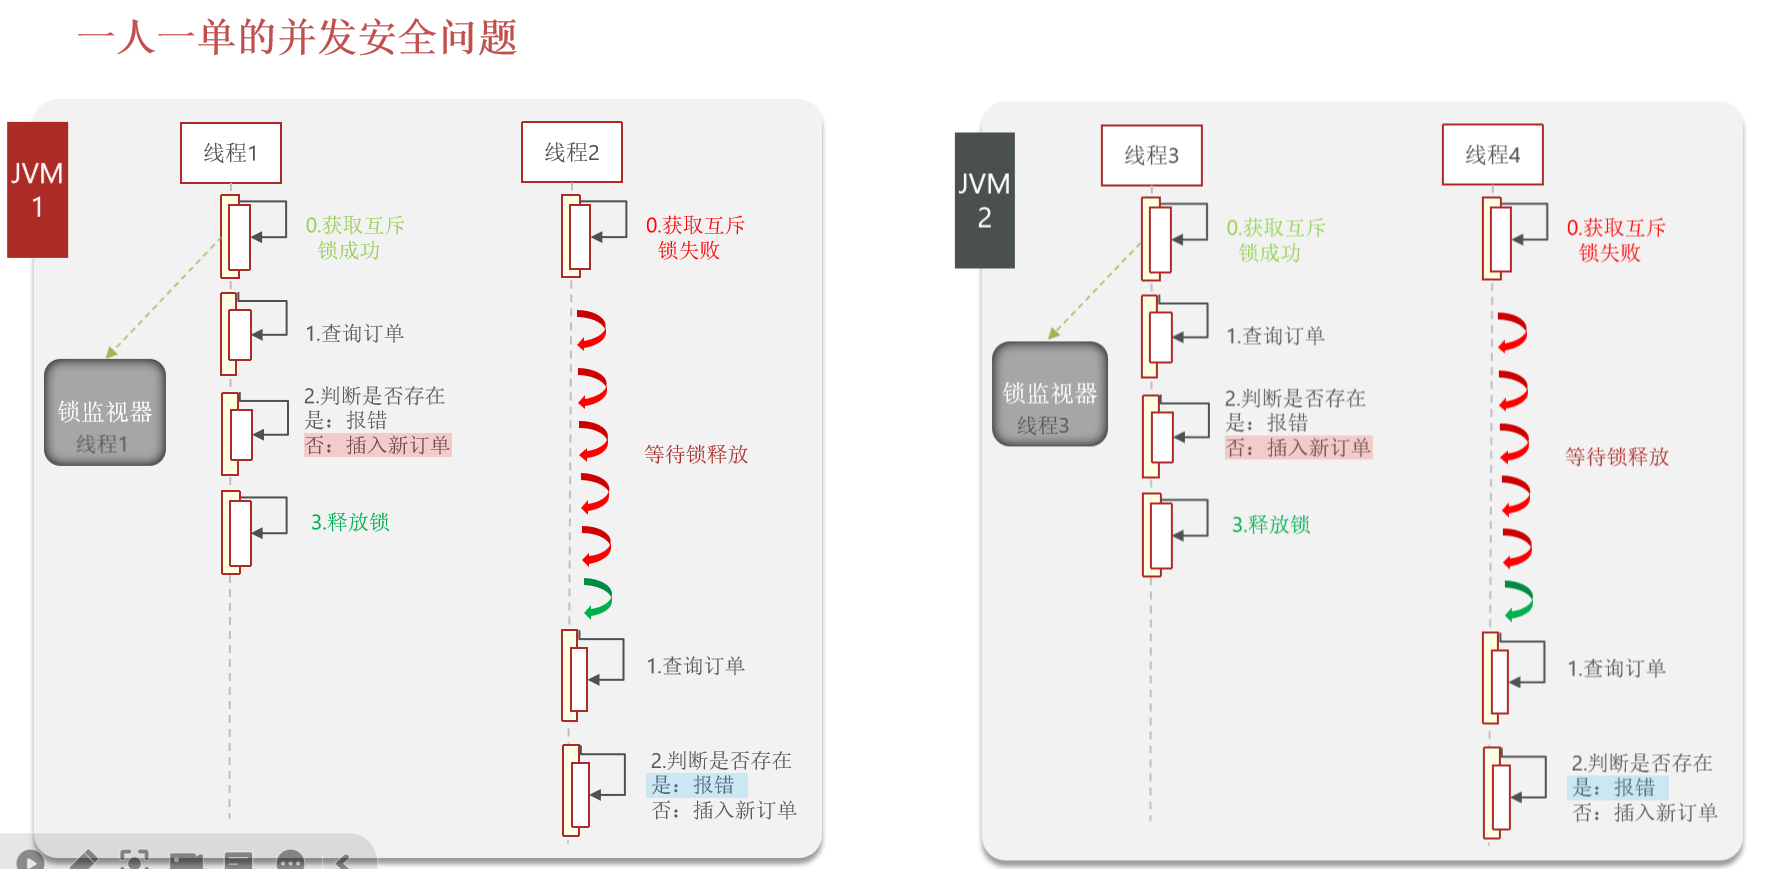 一人一单的并发安全问题
JVM
1
线程1
线程2
0.获取互斥
锁成功
0.获取互斥
锁失败
1.查询订单
锁监视器
线程1
2.判断是否存在
是：报错
否：插入新订单
等待锁释放
3.释放锁
1.查询订单
2.判断是否存在
是：报错
否：插入新订单
JVM
2
线程3
线程4
0.获取互斥
锁成功
0.获取互斥
锁失败
1.查询订单
锁监视器
线程3
2.判断是否存在
是：报错
否：插入新订单
等待锁释放
3.释放锁
1.查询订单
2.判断是否存在
是：报错
否：插入新订单